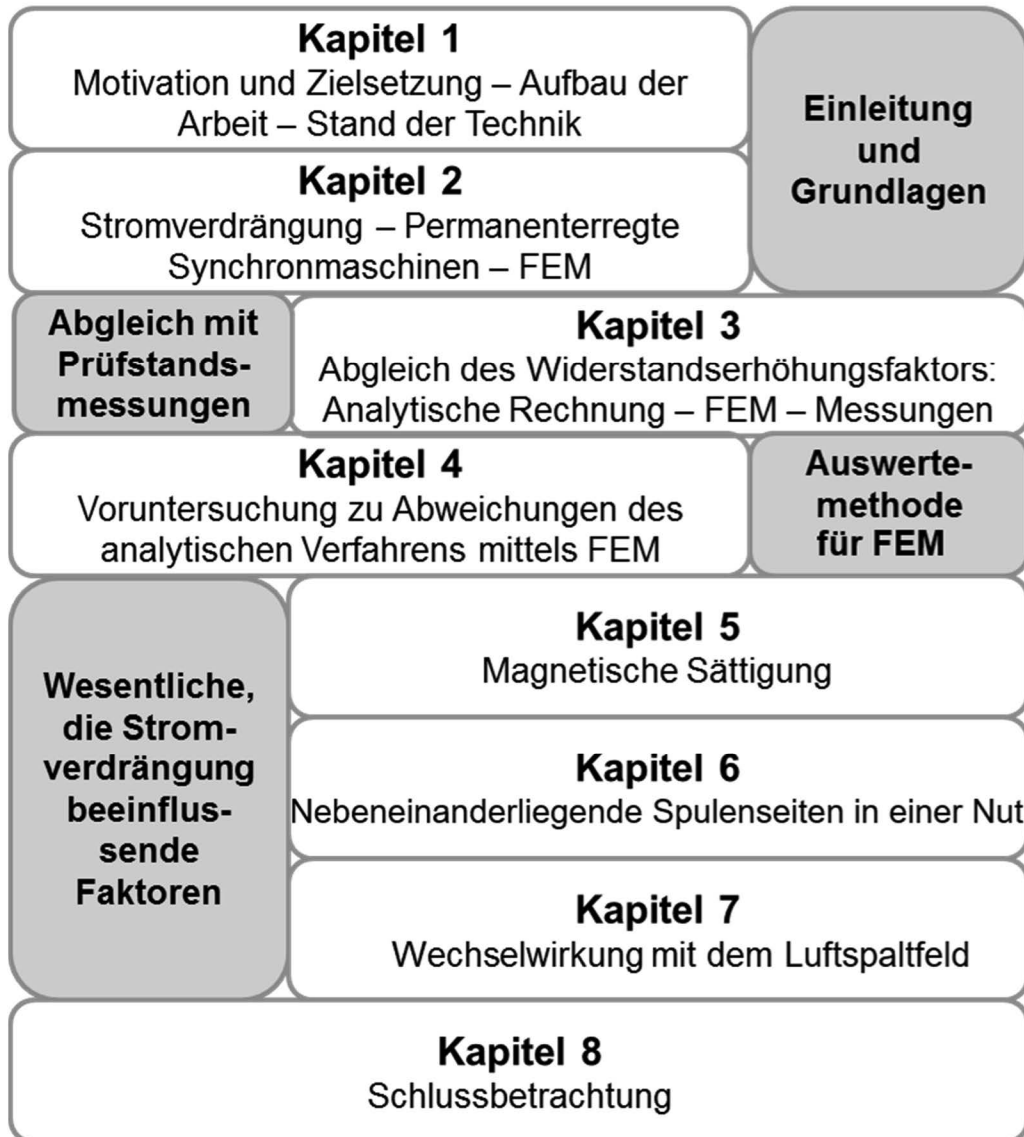 Kapitel 1
Motivation und Zielsetzung – Aufbau der
Arbeit – Stand der Technik
Einleitung
und
Grundlagen
Kapitel 2
Stromverdrängung – Permanenterregte
Synchronmaschinen – FEM
Abgleich mit
Prüfstands-
messungen
Kapitel 3
Abgleich des Widerstandserhöhungsfaktors:
Analytische Rechnung – FEM – Messungen
Kapitel 4
Voruntersuchung zu Abweichungen des
analytischen Verfahrens mittels FEM
Auswerte-
methode
für FEM
Wesentliche,
die Strom-
verdrängung
beeinflus-
sende
Faktoren
Kapitel 5
Magnetische Sättigung
Kapitel 6
Nebeneinanderliegende Spulenseiten in einer Nut
Kapitel 7
Wechselwirkung mit dem Luftspaltfeld
Kapitel 8
Schlussbetrachtung